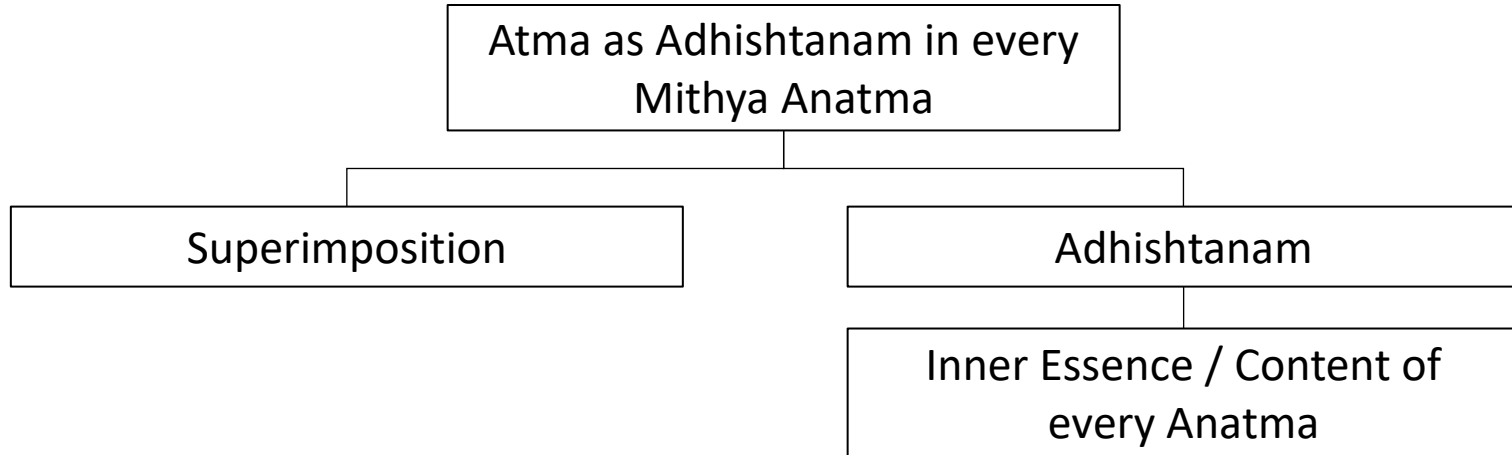 Atma as Adhishtanam in every
Mithya Anatma
Superimposition
Adhishtanam
Inner Essence / Content of
every Anatma